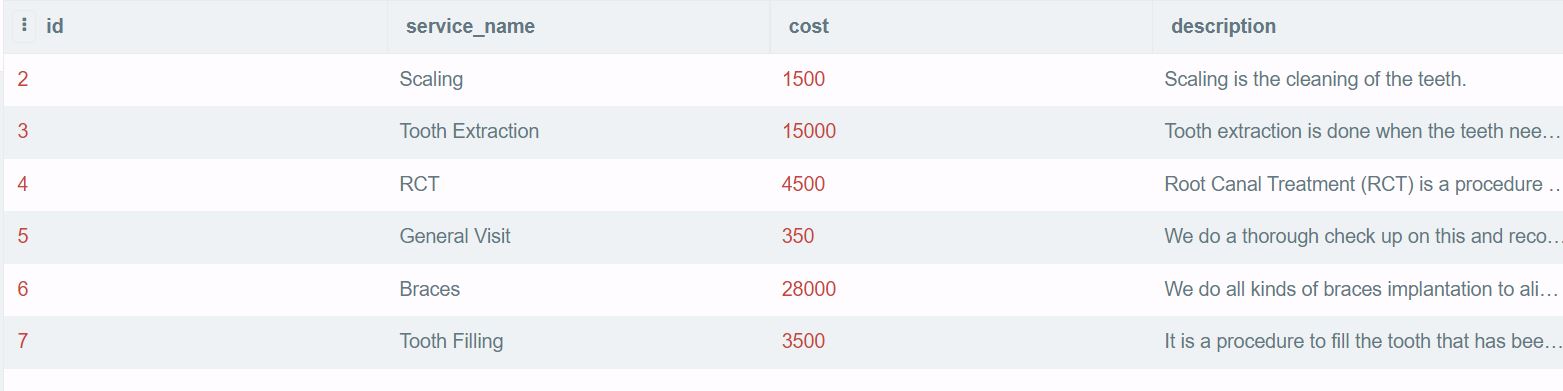 id service_name cost description
2 Scaling 1500 Scaling is the cleaning of the teeth.
3 Tooth Extraction 15000 Tooth extraction is done when the teeth nee…
4 RCT 4500 Root Canal Treatment (RCT) is a procedure …
5 General Visit 350 We do a thorough check up on this and reco…
6 Braces 28000 We do all kinds of braces implantation to ali…
7 Tooth Filling 3500 It is a procedure to fill the tooth that has bee…